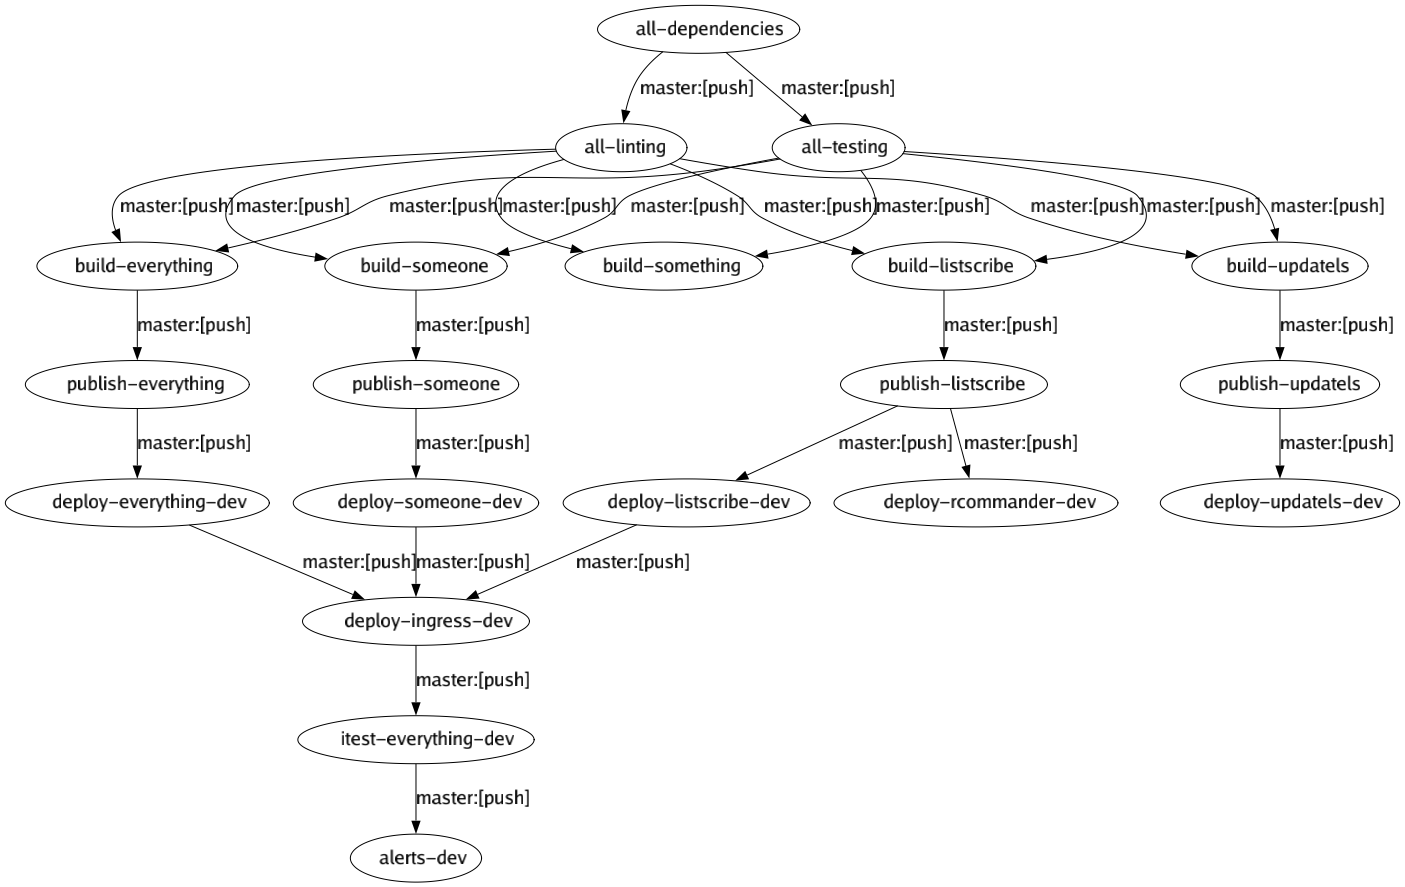 all-dependencies
master:[push] master:[push]
all-linting all-testing
master:[push] master:[push] master:[push] master:[push] master:[push] master:[push] master:[push] master:[push] master:[push] master:[push]
build-everything build-someone build-something build-listscribe build-updatels
master:[push] master:[push] master:[push] master:[push]
publish-everything publish-someone publish-listscribe publish-updatels
master:[push] master:[push] master:[push] master:[push] master:[push]
deploy-everything-dev deploy-someone-dev deploy-listscribe-dev deploy-rcommander-dev deploy-updatels-dev
master:[push] master:[push] master:[push]
deploy-ingress-dev
master:[push]
itest-everything-dev
master:[push]
alerts-dev